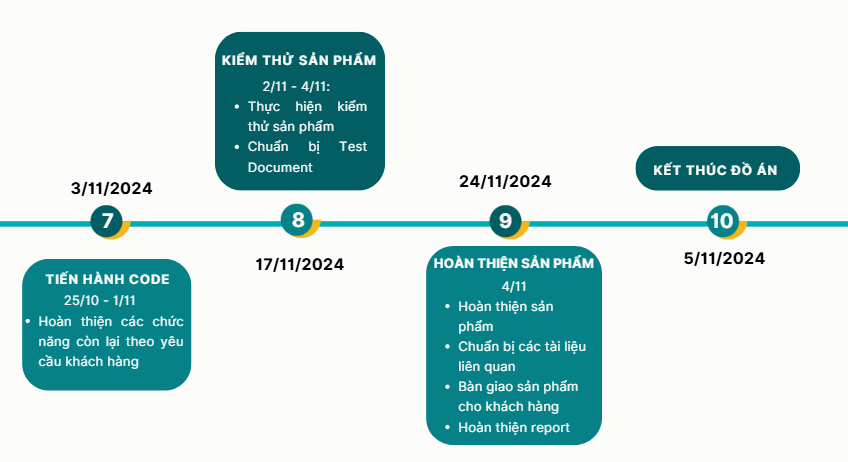 3/11/2024
7
TIẾN HÀNH CODE
25/10 - 1/11
• Hoàn thiện các chức
năng còn lại theo yêu
cầu khách hàng
KIỂM THỬ SẢN PHẨM
2/11 - 4/11:
• Thực hiện kiểm
thử sản phẩm
• Chuẩn bị Test
Document
8
17/11/2024
24/11/2024
9
HOÀN THIỆN SẢN PHẨM
4/11
• Hoàn thiện sản
phẩm
• Chuẩn bị các tài liệu
liên quan
• Bàn giao sản phẩm
cho khách hàng
• Hoàn thiện report
KẾT THÚC ĐỒ ÁN
10
5/11/2024